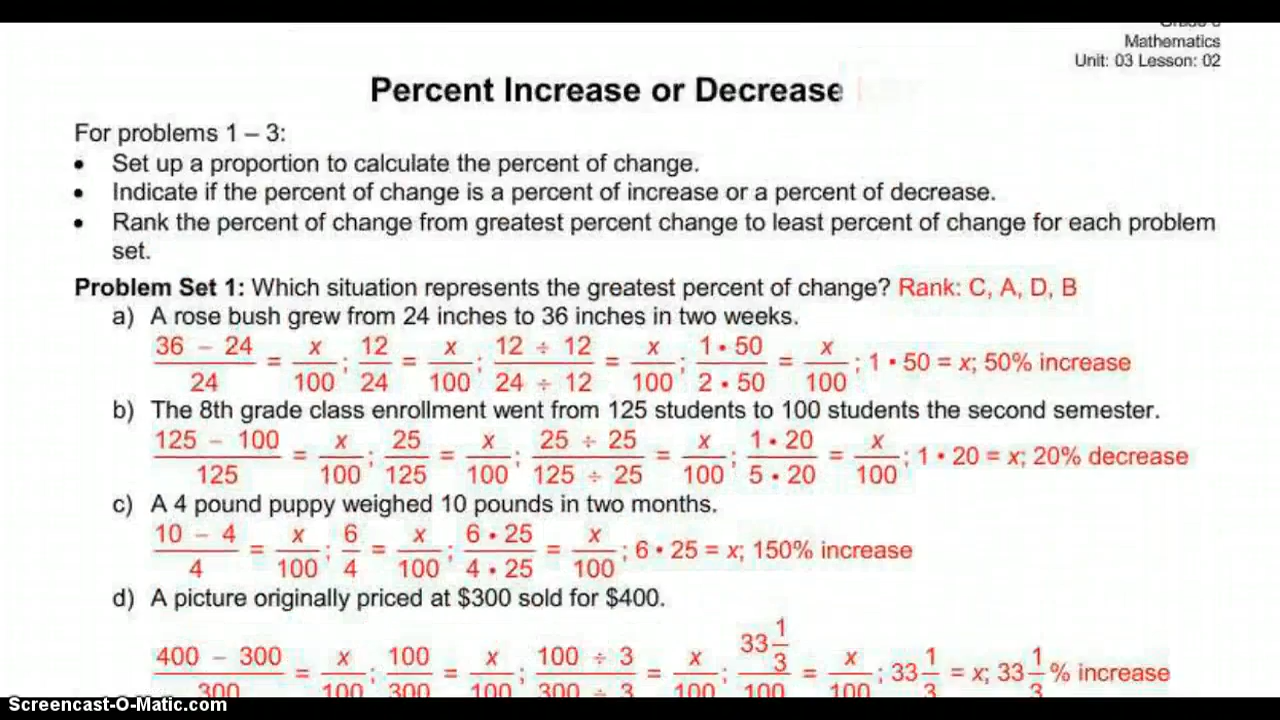 Mathematics
Unit: 03 Lesson: 02
Percent Increase or Decrease
For problems 1 – 3:
• Set up a proportion to calculate the percent of change.
• Indicate if the percent of change is a percent of increase or a percent of decrease.
• Rank the percent of change from greatest percent change to least percent of change for each problem
set.
Problem Set 1: Which situation represents the greatest percent of change? Rank: C, A, D, B
a) A rose bush grew from 24 inches to 36 inches in two weeks.
36 – 24 / 24 = x / 100 ; 12 / 24 = x / 100 ; 12 ÷ 12 / 24 ÷ 12 = x / 100 ; 1 • 50 / 2 • 50 = x / 100 ; 1 • 50 = x; 50% increase
b) The 8th grade class enrollment went from 125 students to 100 students the second semester.
125 – 100 / 125 = x / 100 ; 25 / 125 = x / 100 ; 25 ÷ 25 / 125 ÷ 25 = x / 100 ; 1 • 20 / 5 • 20 = x / 100 ; 1 • 20 = x; 20% decrease
c) A 4 pound puppy weighed 10 pounds in two months.
10 – 4 / 4 = x / 100 ; 6 / 4 = x / 100 ; 6 • 25 / 4 • 25 = x / 100 ; 6 • 25 = x; 150% increase
d) A picture originally priced at $300 sold for $400.
400 – 300 / 300 = x / 100 ; 100 / 300 = x / 100 ; 100 ÷ 3 / 300 ÷ 3 = x / 100 ; 33 1/3 / 100 = x / 100 ; 33 1/3 = x; 33 1/3 % increase
Screencast-O-Matic.com